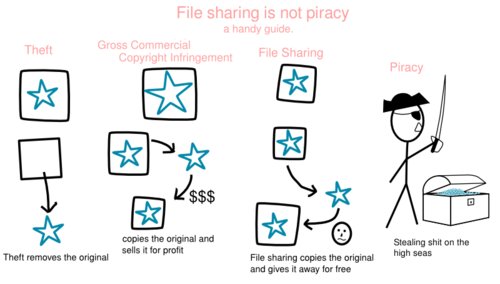 File sharing is not piracy
a handy guide.
Theft
Theft removes the original
Gross Commercial
Copyright Infringement
$$$
copies the original and
sells it for profit
File Sharing
File sharing copies the original
and gives it away for free
Piracy
Stealing shit on the
high seas